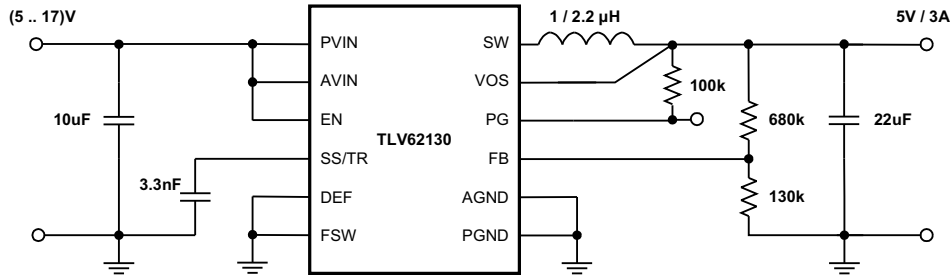 (5 .. 17)V
1 / 2.2 µH
5V / 3A
PVIN
SW
AVIN
VOS
100k
10uF
EN
PG
680k
22uF
TLV62130
SS/TR
FB
3.3nF
DEF
AGND
130k
FSW
PGND